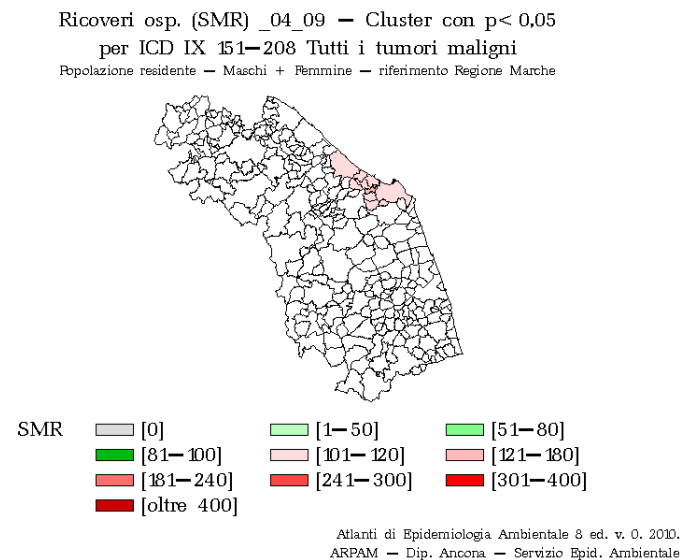 Ricoveri osp. (SMR) _04_09 — Cluster con p< 0,05
per ICD IX 151—208 Tutti i tumori maligni
Popolazione residente — Maschi + Femmine — riferimento Regione Marche
SMR [0] [1—50] [51—80]
[81—100] [101—120] [121—180]
[181—240] [241—300] [301—400]
[oltre 400]
Atlanti di Epidemiologia Ambientale 8 ed. v. 0. 2010.
ARPAM — Dip. Ancona — Servizio Epid. Ambientale